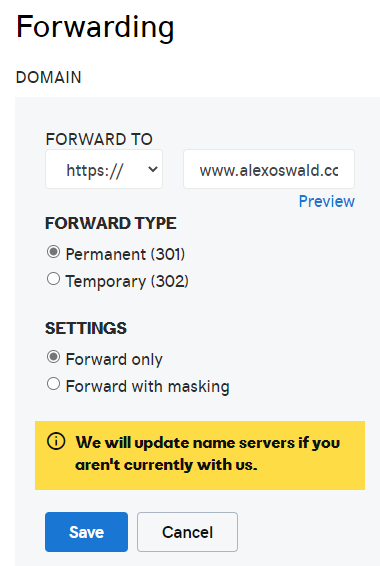 Forwarding
DOMAIN
FORWARD TO
https:// www.alexoswald.cc
Preview
FORWARD TYPE
Permanent (301)
Temporary (302)
SETTINGS
Forward only
Forward with masking
We will update name servers if you
aren't currently with us.
Save Cancel